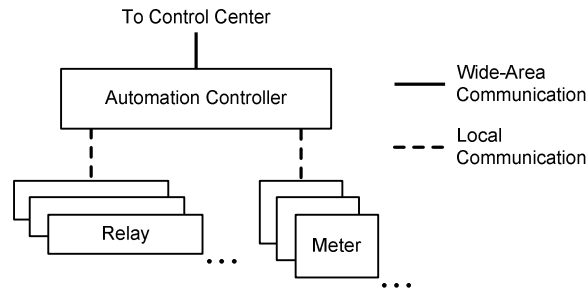 To Control Center
Automation Controller
Wide-Area
Communication
Local
Communication
Relay
...
Meter
...